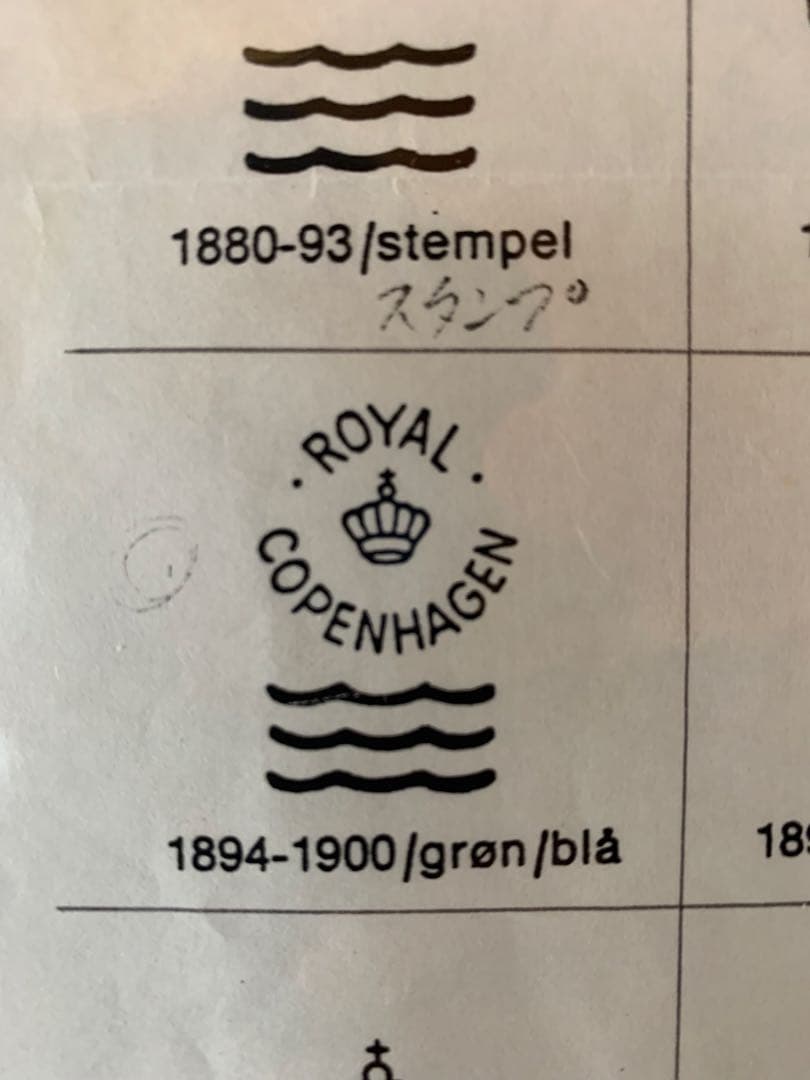 1880-93/stempel
スタンプ
· ROYAL ·
COPENHAGEN
1894-1900/grøn/blå